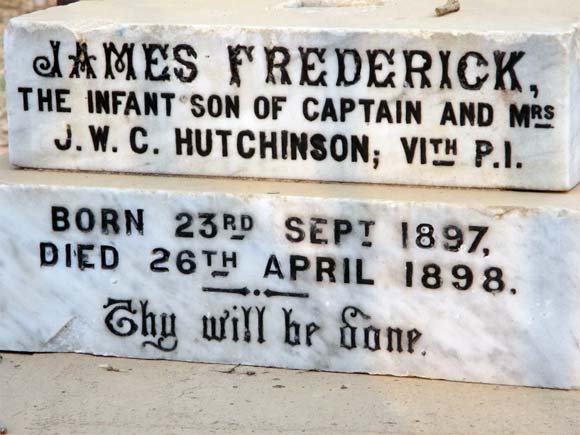 JAMES FREDERICK,
THE INFANT SON OF CAPTAIN AND MRS
J. W. C. HUTCHINSON; VITH P.I.
BORN 23RD SEPT 1897,
DIED 26TH APRIL 1898.
Thy will be done.